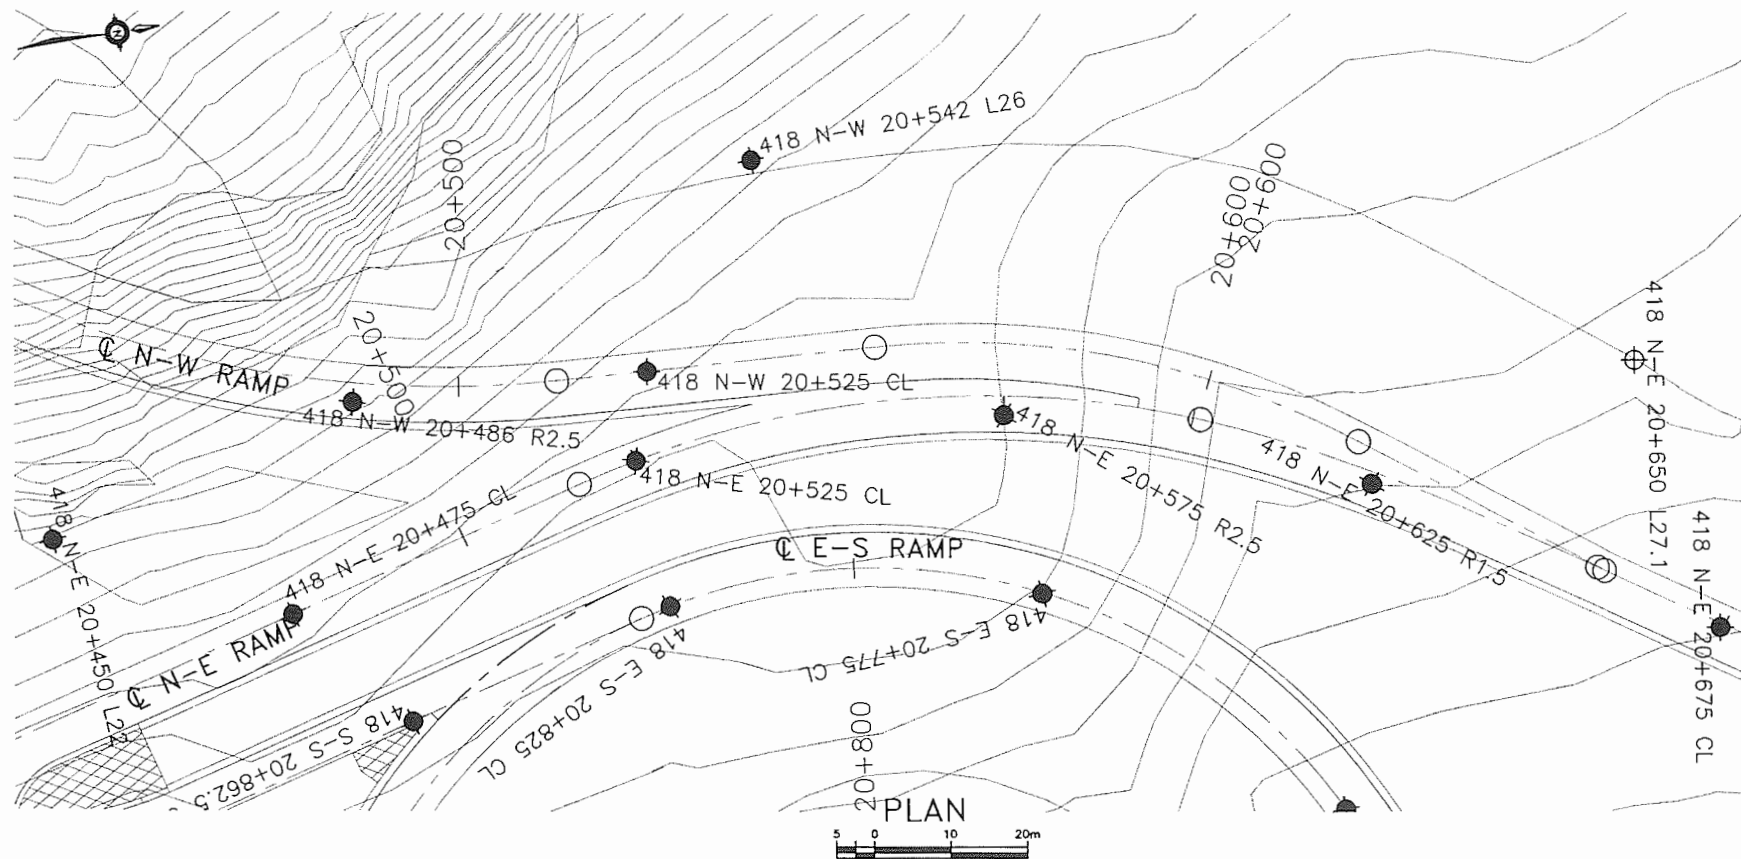 N
418 N-W 20+542 L26
20+500
20+600
20+600
418 N-E 20+650 L27.1
℄ N-W RAMP
20+500
418 N-W 20+525 CL
418 N-W 20+486 R2.5
418 N-E 20+575 R2.5
418 N-E 20+625 R1.5
418 N-E 20+525 CL
418 N-E 20+475 CL
418 N-E 20+450 L22
418 N-E 20+675 CL
℄ E-S RAMP
℄ N-E RAMP
418 E-S 20+775 CL
418 E-S 20+825 CL
418 S-S 20+862.5
20+800
PLAN
5 0 10 20m